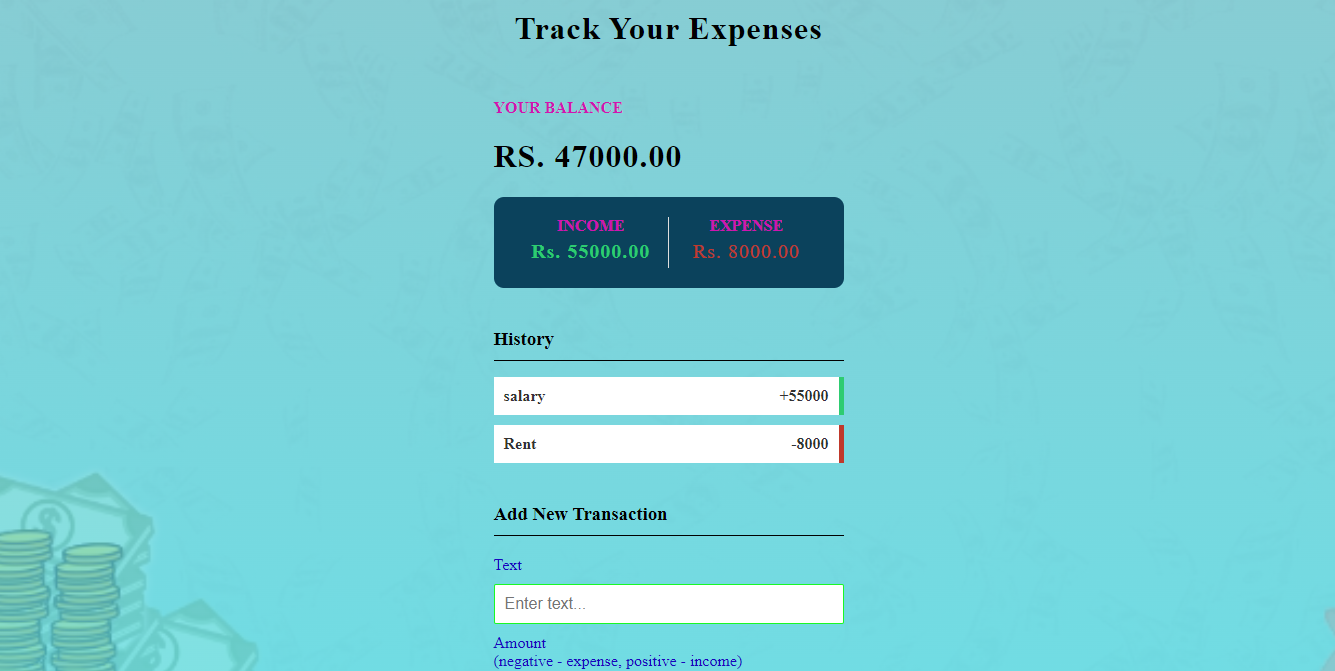 Track Your Expenses
YOUR BALANCE
RS. 47000.00
INCOME EXPENSE
Rs. 55000.00 Rs. 8000.00
History
salary +55000
Rent -8000
Add New Transaction
Text
Enter text...
Amount
(negative - expense, positive - income)